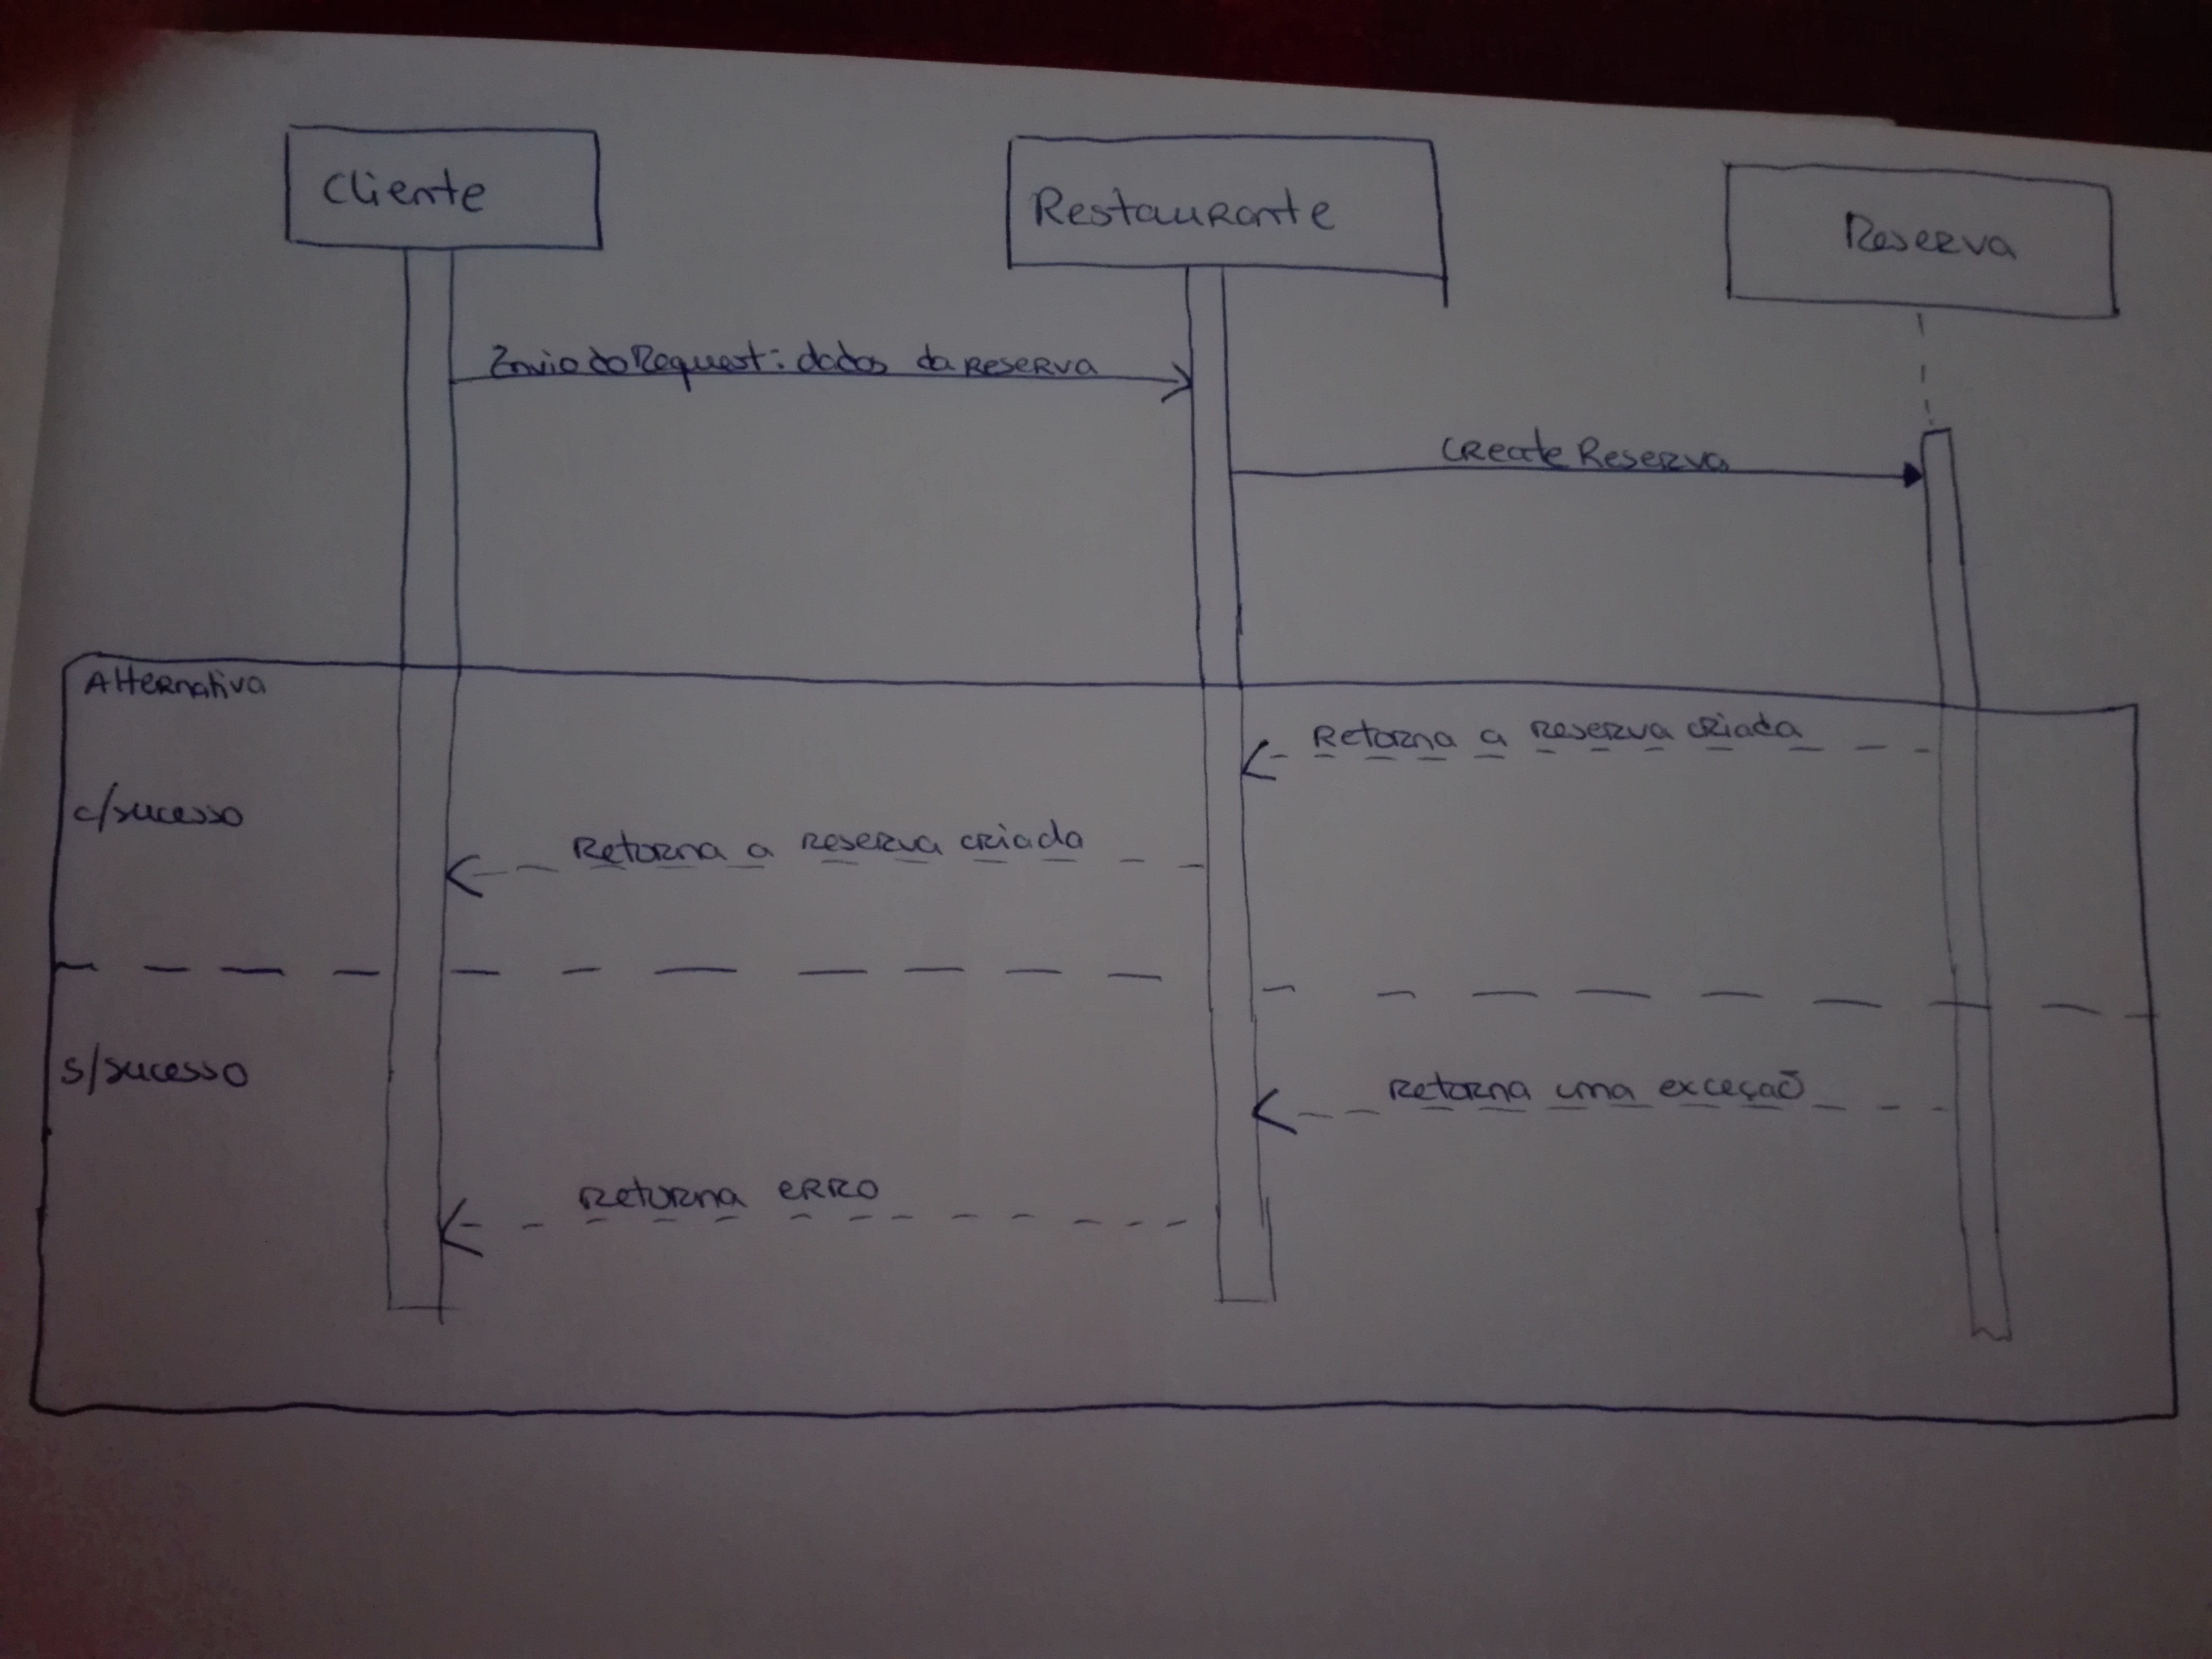 Cliente
Restaurante
Reserva
Envio do Request: dados da reserva
Create Reserva
Alternativa
Retorna a reserva criada
c/sucesso
Retorna a reserva criada
s/sucesso
Retorna uma exceção
Retorna erro